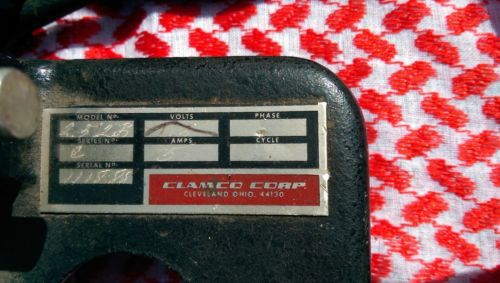 MODEL No. VOLTS PHASE
SERIES No. AMPS CYCLE
SERIAL No.
CLAMCO CORP.
CLEVELAND OHIO, 44130